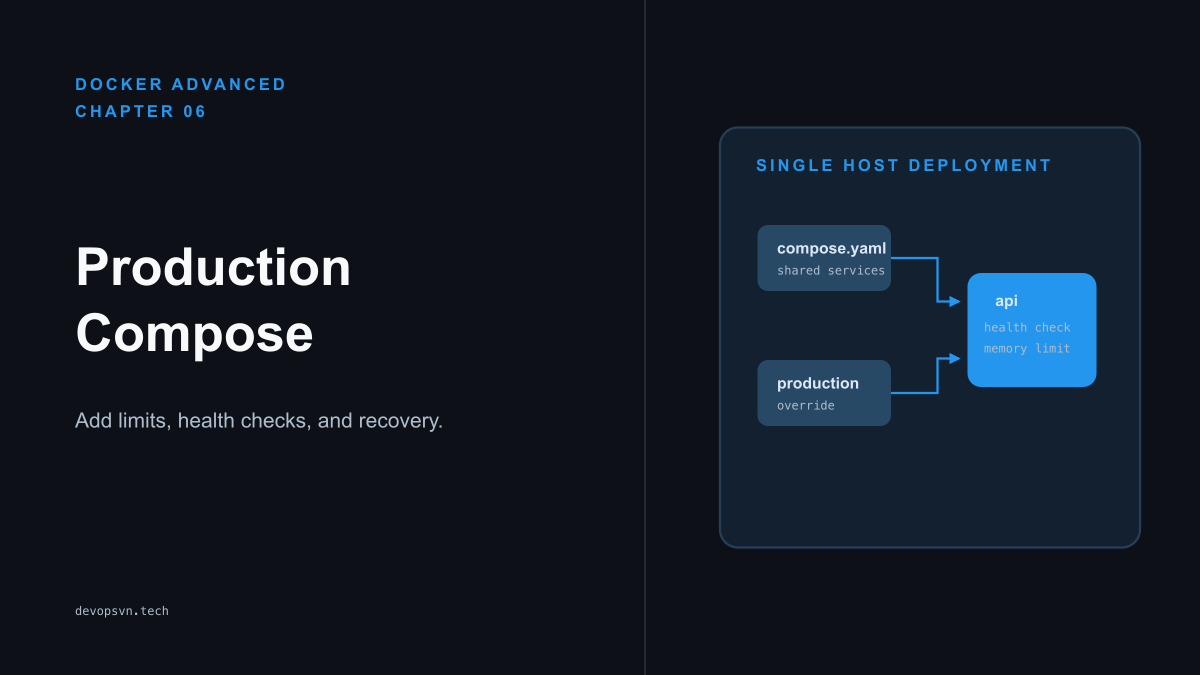 DOCKER ADVANCED
CHAPTER 06
Production
Compose
Add limits, health checks, and recovery.
devopsvn.tech
SINGLE HOST DEPLOYMENT
compose.yaml
shared services
production
override
api
health check
memory limit